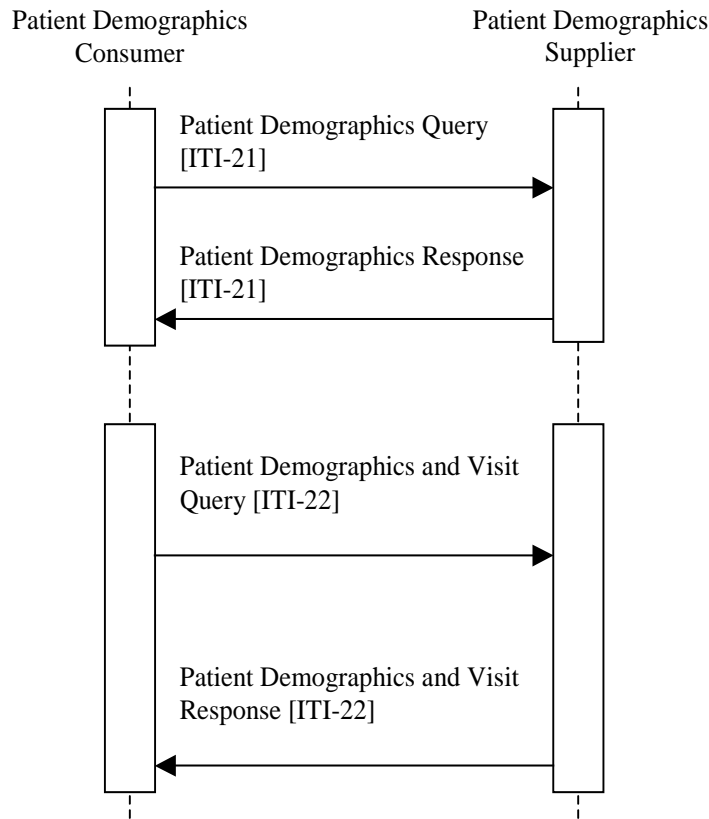 Patient Demographics
Consumer
Patient Demographics
Supplier
Patient Demographics Query
[ITI-21]
Patient Demographics Response
[ITI-21]
Patient Demographics and Visit
Query [ITI-22]
Patient Demographics and Visit
Response [ITI-22]